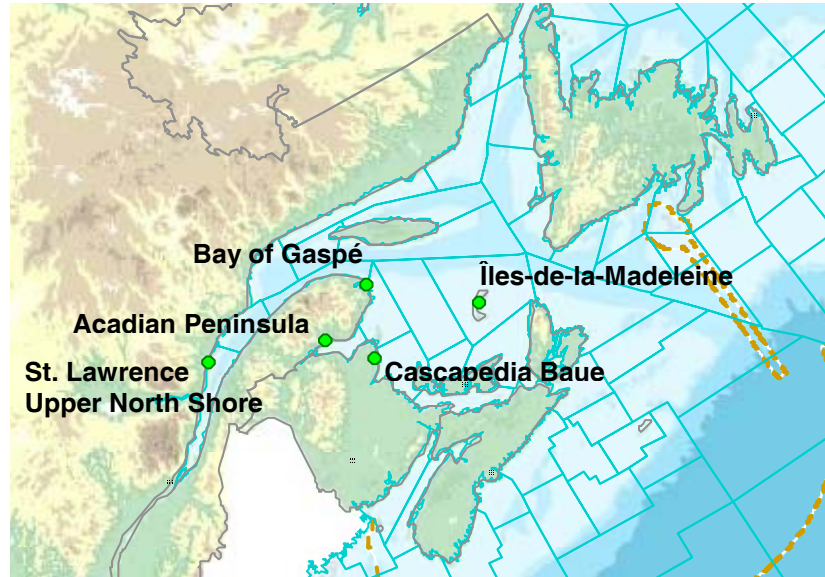 Bay of Gaspé
Îles-de-la-Madeleine
Acadian Peninsula
St. Lawrence
Upper North Shore
Cascapedia Baue